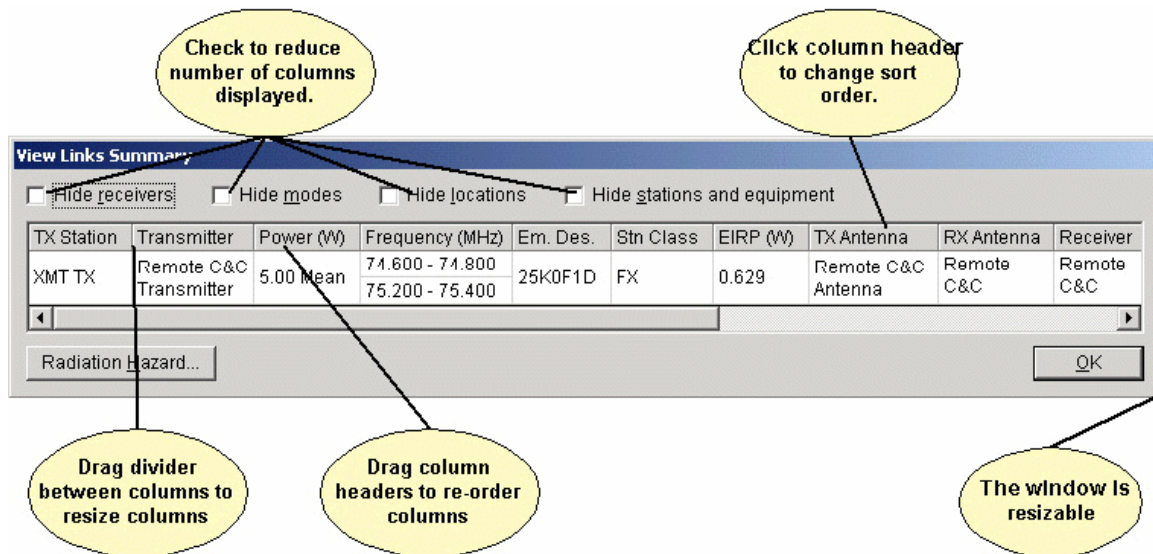 Check to reduce
number of columns
displayed.
Click column header
to change sort
order.
View Links Summary
Hide receivers
Hide modes
Hide locations
Hide stations and equipment
TX Station Transmitter Power (W) Frequency (MHz) Em. Des. Stn Class EIRP (W) TX Antenna RX Antenna Receiver
XMT TX
Remote C&C
Transmitter
5.00 Mean
74.600 - 74.800
75.200 - 75.400
25K0F1D
FX
0.629
Remote C&C
Antenna
Remote
C&C
Remote
C&C
Radiation Hazard...
OK
Drag divider
between columns to
resize columns
Drag column
headers to re-order
columns
The window is
resizable